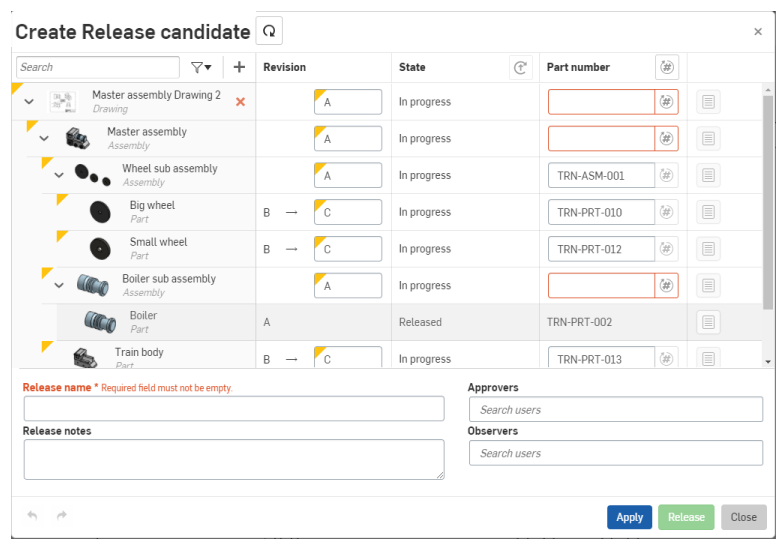 Create Release candidate
Search Revision State Part number
Master assembly Drawing 2 A In progress
Drawing
Master assembly A In progress
Assembly
Wheel sub assembly A In progress TRN-ASM-001
Assembly
Big wheel B → C In progress TRN-PRT-010
Part
Small wheel B → C In progress TRN-PRT-012
Part
Boiler sub assembly A In progress
Assembly
Boiler A Released TRN-PRT-002
Part
Train body B → C In progress TRN-PRT-013
Part
Release name * Required field must not be empty. Approvers
Search users
Release notes Observers
Search users
Apply Release Close